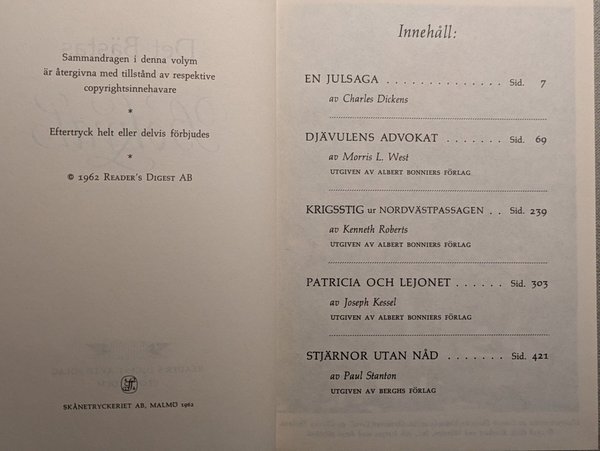 Sammandragen i denna volym
är återgivna med tillstånd av respektive
copyrightsinnehavare
*
Eftertryck helt eller delvis förbjudes
*
© 1962 READER'S DIGEST AB
SKÅNETRYCKERIET AB, MALMÖ 1962
Innehåll:
EN JULSAGA . . . . . . . . . . . . . . Sid. 7
av Charles Dickens
DJÄVULENS ADVOKAT . . . . . . . Sid. 69
av Morris L. West
UTGIVEN AV ALBERT BONNIERS FÖRLAG
KRIGSSTIG ur NORDVÄSTPASSAGEN . . Sid. 239
av Kenneth Roberts
UTGIVEN AV ALBERT BONNIERS FÖRLAG
PATRICIA OCH LEJONET . . . . . . Sid. 303
av Joseph Kessel
UTGIVEN AV ALBERT BONNIERS FÖRLAG
STJÄRNOR UTAN NÅD . . . . . . . Sid. 421
av Paul Stanton
UTGIVEN AV BERGHS FÖRLAG